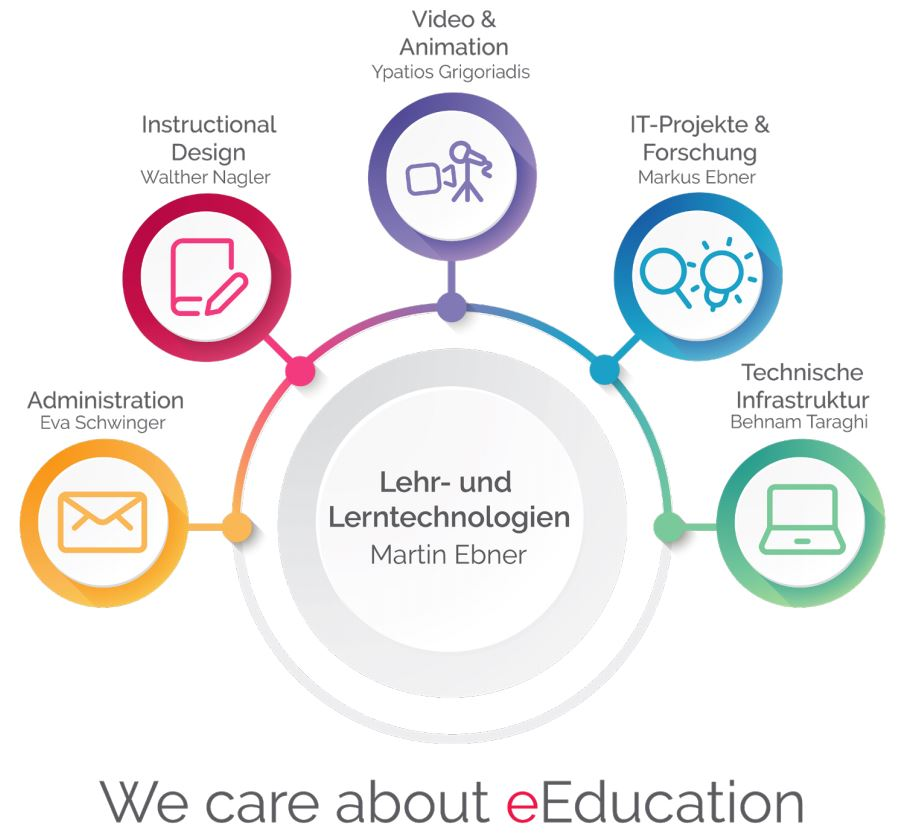 Video &
Animation
Ypatios Grigoriadis
Instructional
Design
Walther Nagler
IT-Projekte &
Forschung
Markus Ebner
Administration
Eva Schwinger
Technische
Infrastruktur
Behnam Taraghi
Lehr- und
Lerntechnologien
Martin Ebner
We care about eEducation